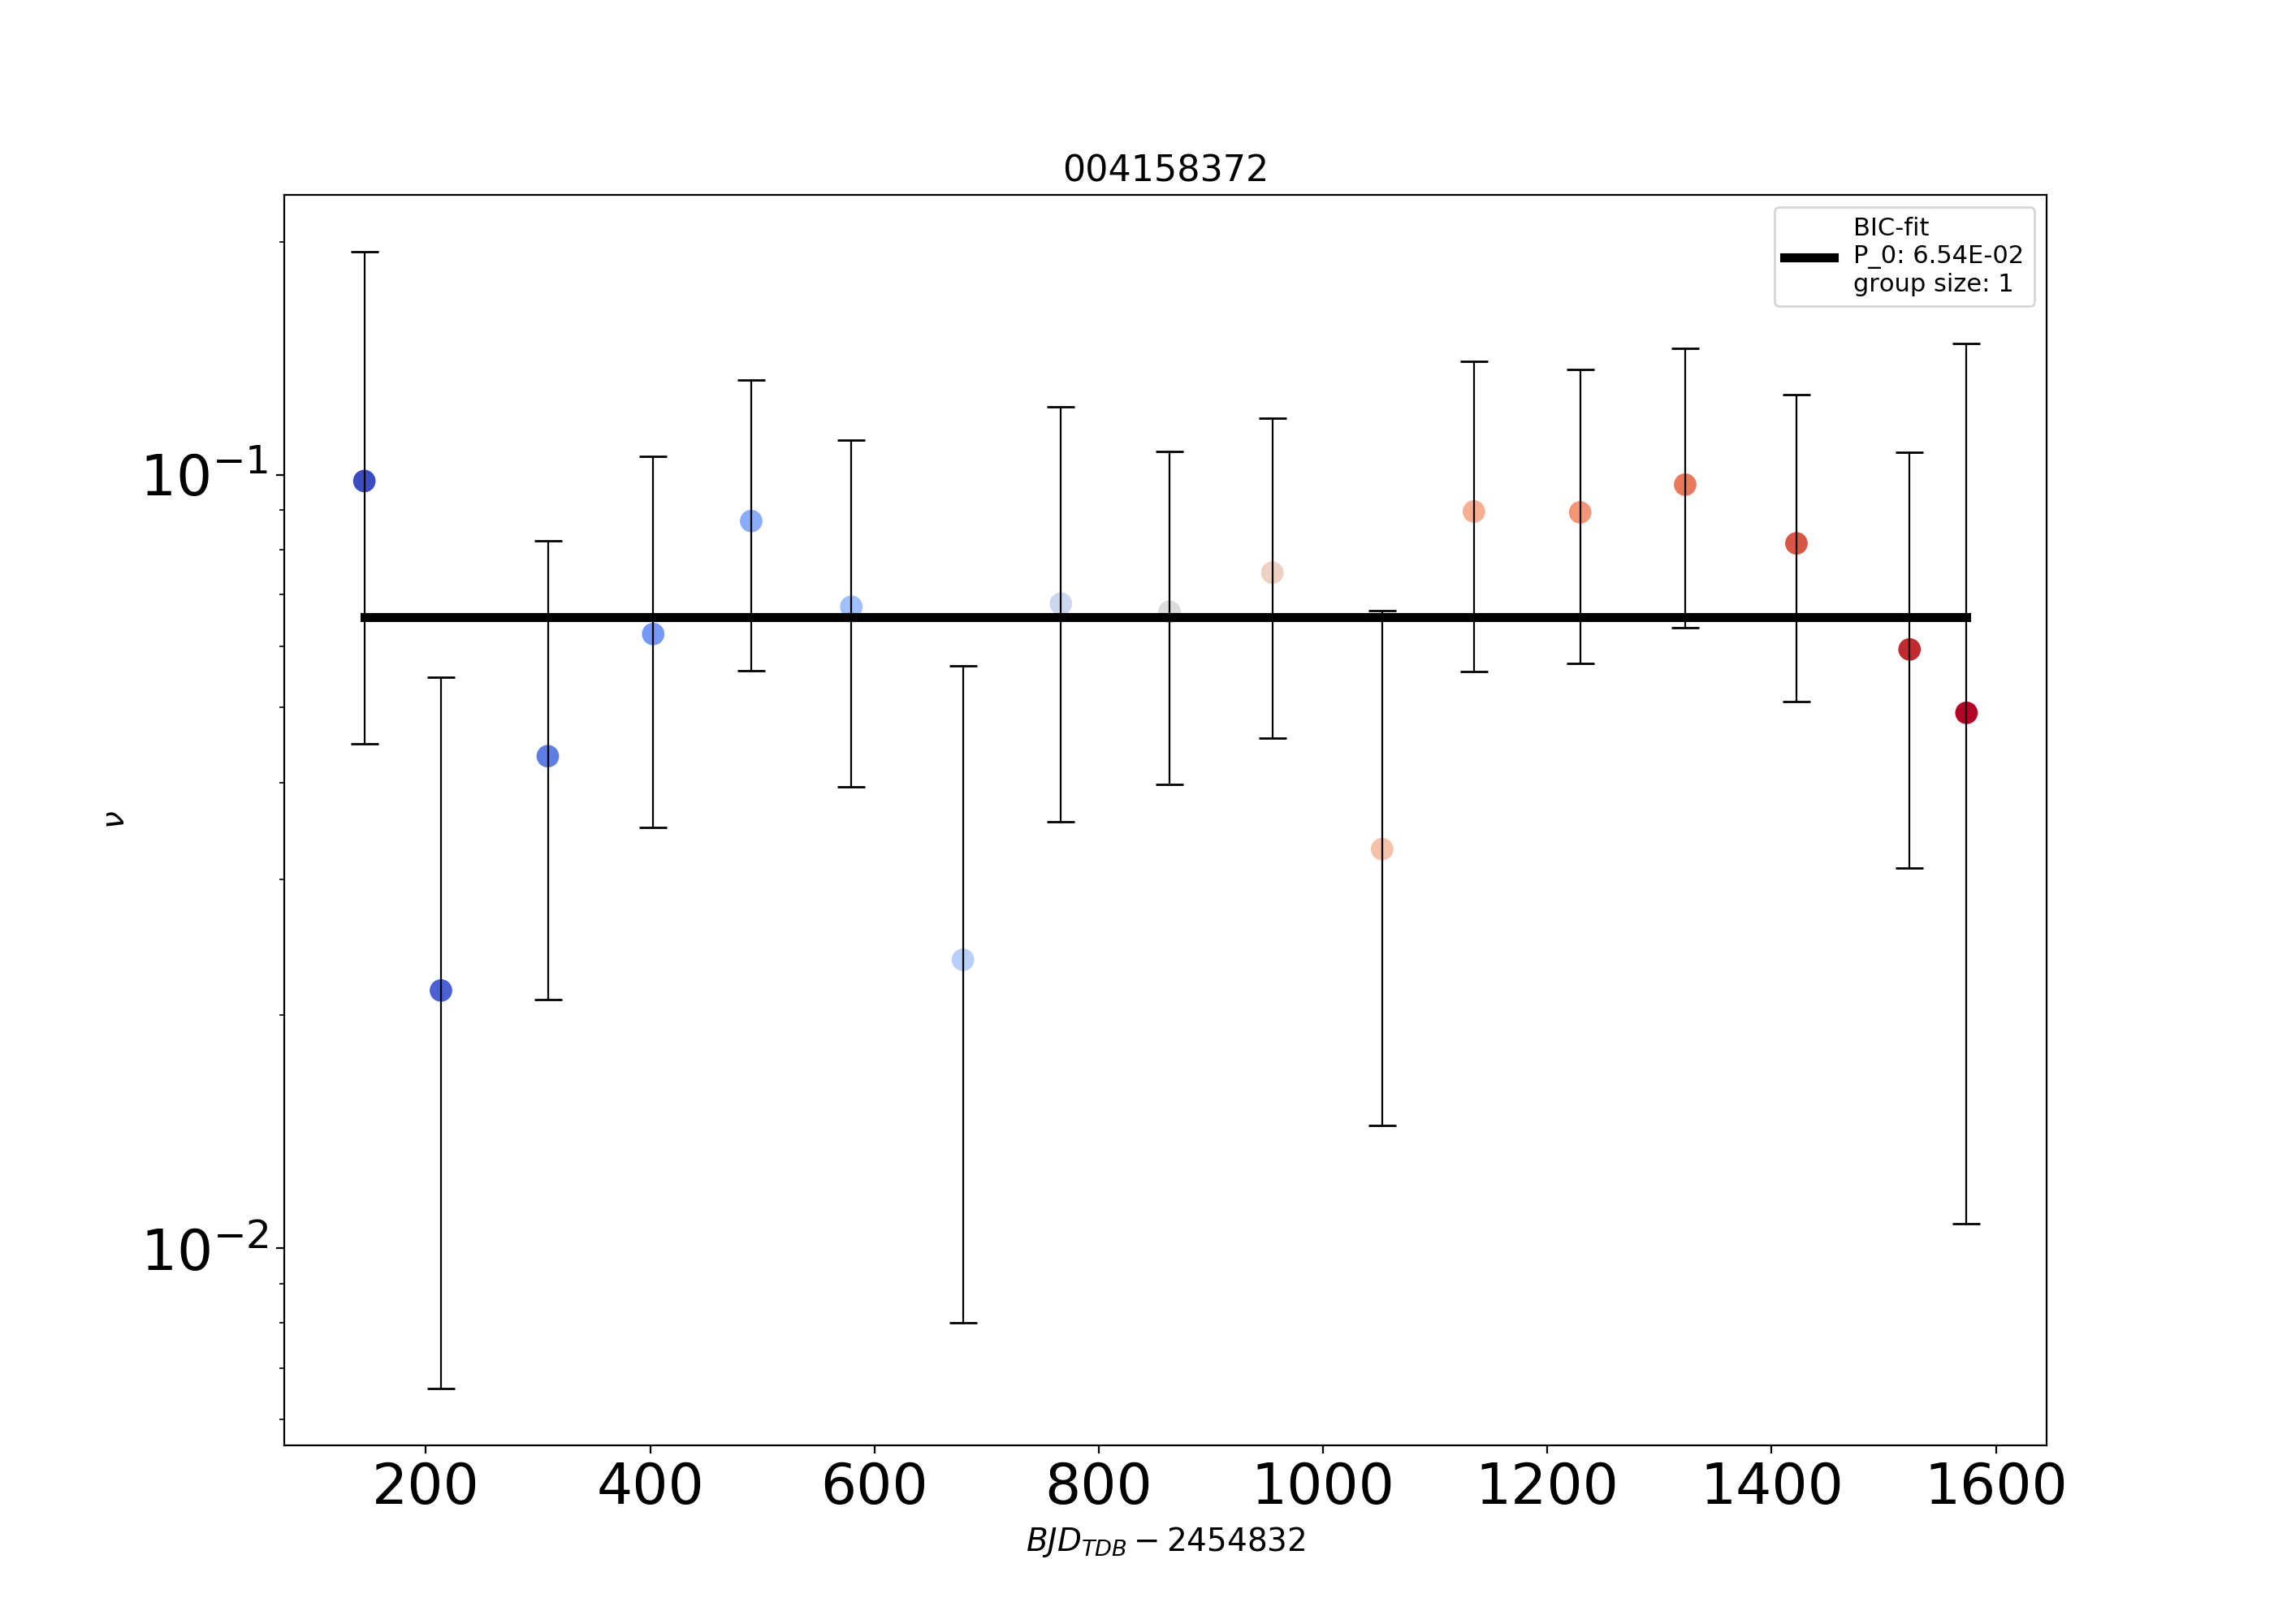 004158372
BIC-fit
P_0: 6.54E-02
group size: 1
10⁻¹
10⁻²
ν
200 400 600 800 1000 1200 1400 1600
BJD_TDB − 2454832